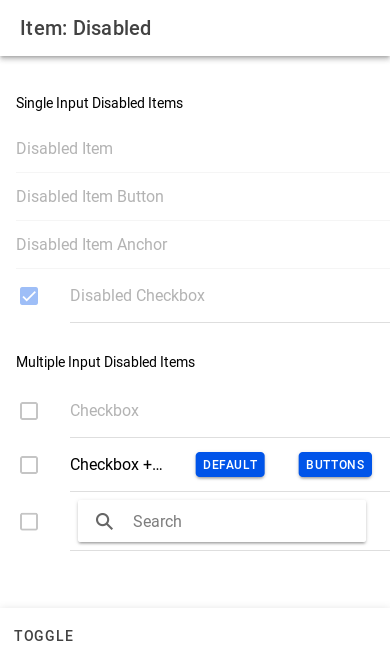 Item: Disabled
Single Input Disabled Items
Disabled Item
Disabled Item Button
Disabled Item Anchor
Disabled Checkbox
Multiple Input Disabled Items
Checkbox
Checkbox +... DEFAULT BUTTONS
Search
TOGGLE